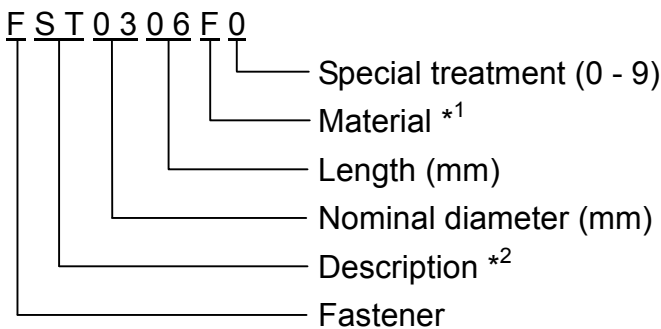 F S T 0 3 0 6 F 0
Special treatment (0 - 9)
Material *1
Length (mm)
Nominal diameter (mm)
Description *2
Fastener